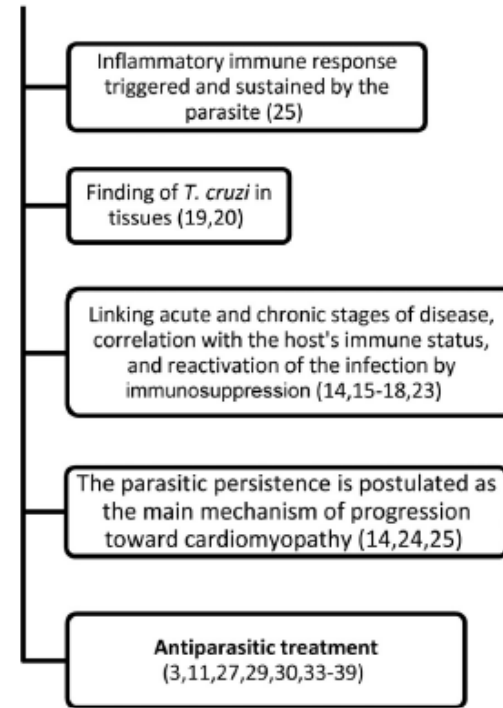 Inflammatory immune response
triggered and sustained by the
parasite (25)
Finding of T. cruzi in
tissues (19,20)
Linking acute and chronic stages of disease,
correlation with the host's immune status,
and reactivation of the infection by
immunosuppression (14,15-18,23)
The parasitic persistence is postulated as
the main mechanism of progression
toward cardiomyopathy (14,24,25)
Antiparasitic treatment
(3,11,27,29,30,33-39)